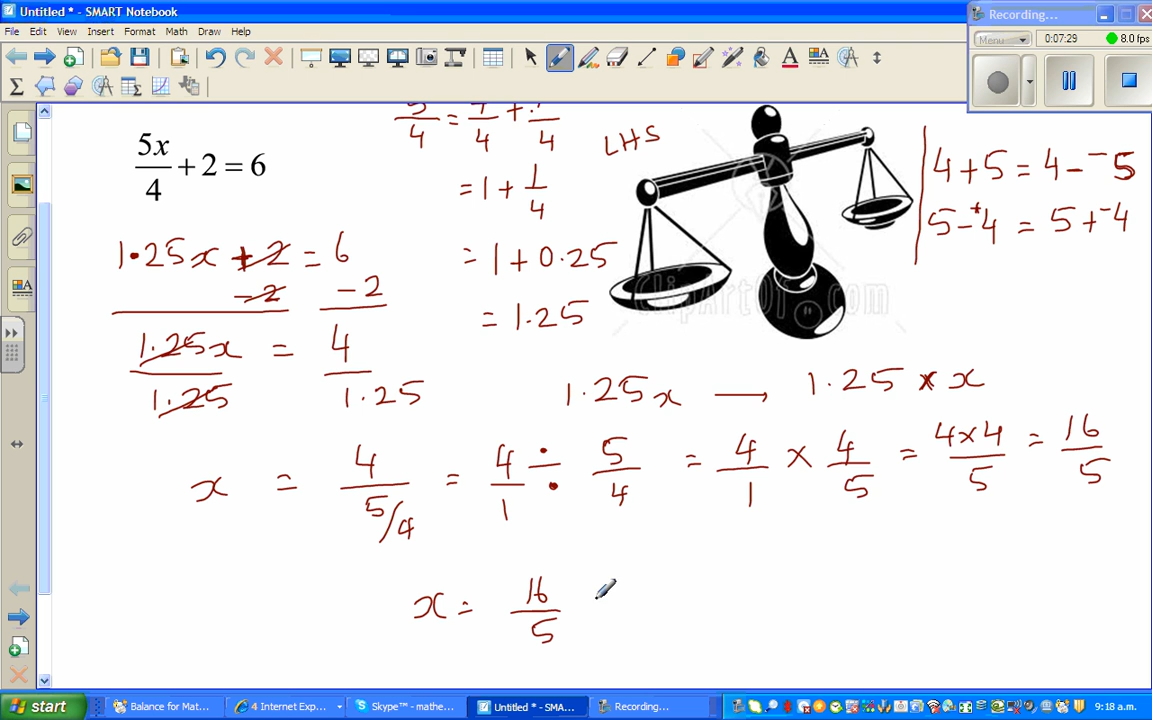 Untitled * - SMART Notebook
Recording...
File Edit View Insert Format Math Draw Help
Menu
0:07:29
8.0 fps
5/4 = 4/4 + 1/4
5x/4 + 2 = 6
LHS
4 + 5 = 4 - ⁻5
= 1 + 1/4
5 - ⁺4 = 5 + ⁻4
1.25x + 2 = 6
= 1 + 0.25
-2 -2
= 1.25
1.25x = 4
1.25 1.25
1.25x → 1.25 × x
x = 4/(5/4) = 4/1 ÷ 5/4 = 4/1 × 4/5 = 4×4/5 = 16/5
x = 16/5
start
Balance for Mat...
4 Internet Exp...
Skype™ - mathe...
Untitled * - SMA...
Recording...
9:18 a.m.